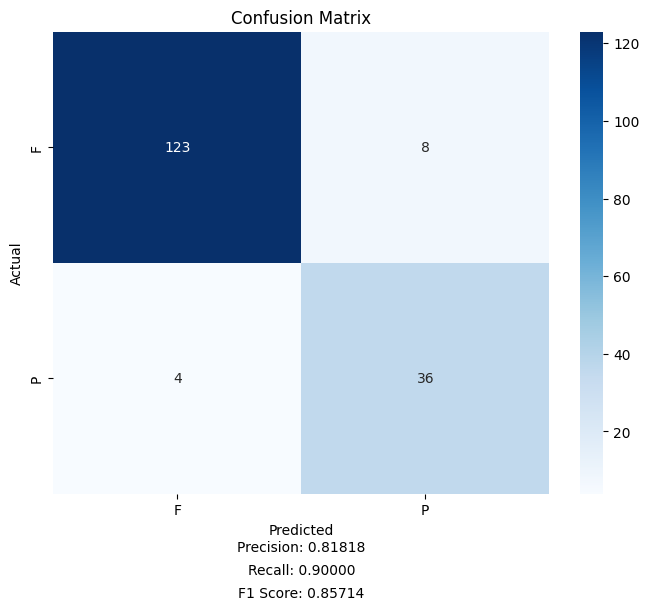 Confusion Matrix
F
123
8
Actual
P
4
36
F
P
Predicted
Precision: 0.81818
Recall: 0.90000
F1 Score: 0.85714
120
100
80
60
40
20